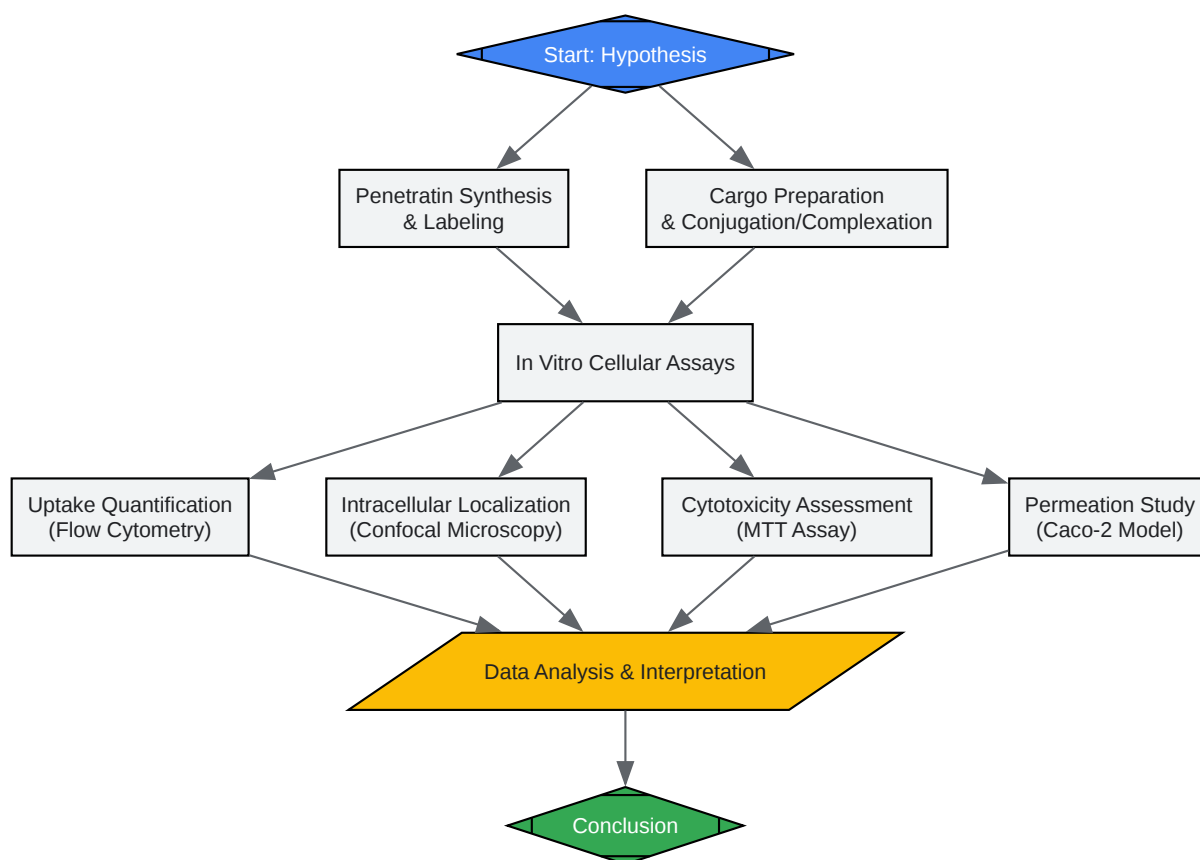 Start: Hypothesis
Penetratin Synthesis
& Labeling
Cargo Preparation
& Conjugation/Complexation
In Vitro Cellular Assays
Uptake Quantification
(Flow Cytometry)
Intracellular Localization
(Confocal Microscopy)
Cytotoxicity Assessment
(MTT Assay)
Permeation Study
(Caco-2 Model)
Data Analysis & Interpretation
Conclusion